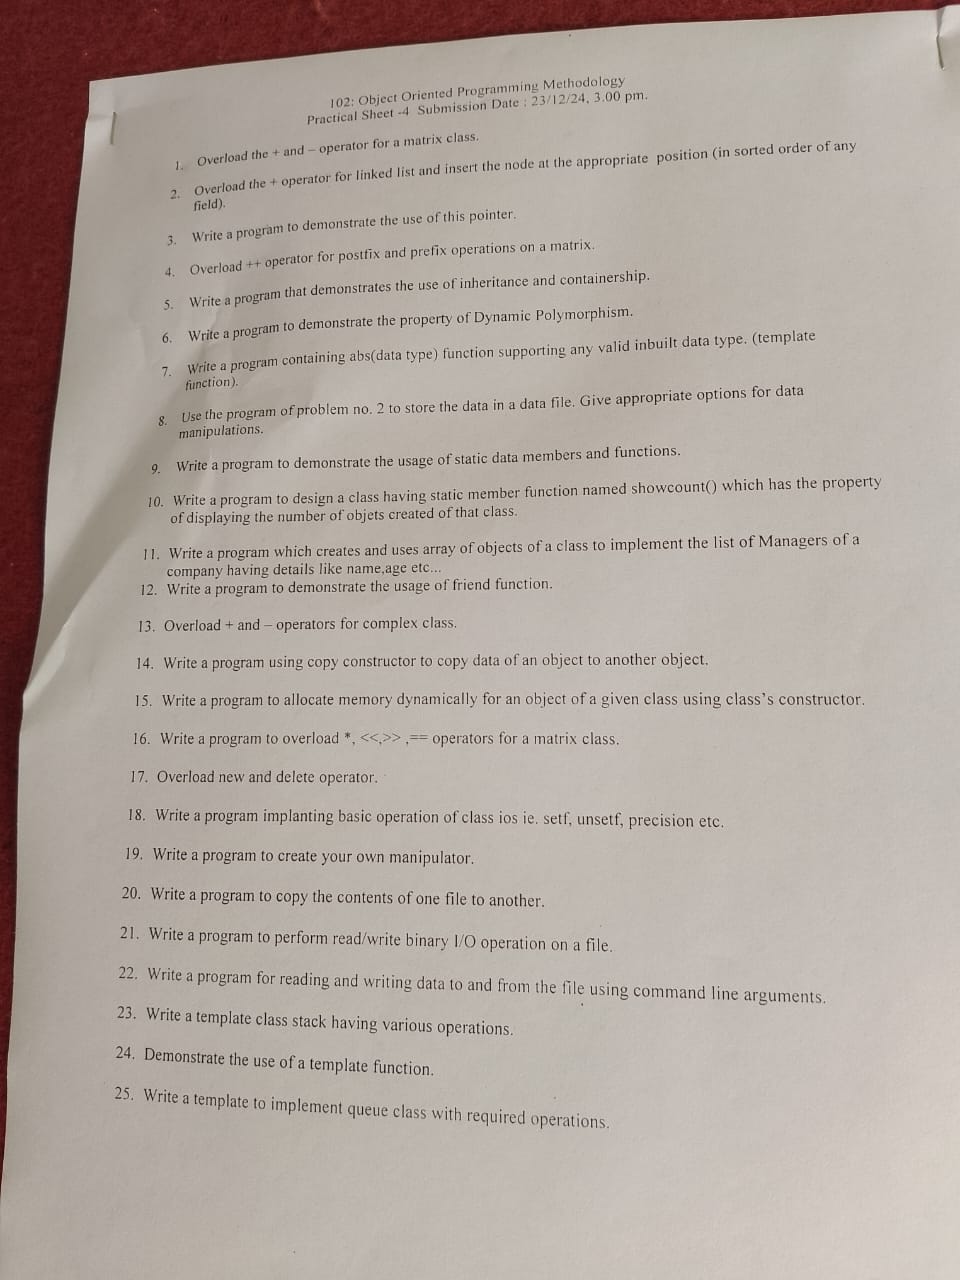 102: Object Oriented Programming Methodology
Practical Sheet -4 Submission Date : 23/12/24, 3.00 pm.
1. Overload the + and – operator for a matrix class.
2. Overload the + operator for linked list and insert the node at the appropriate position (in sorted order of any
field).
3. Write a program to demonstrate the use of this pointer.
4. Overload ++ operator for postfix and prefix operations on a matrix.
5. Write a program that demonstrates the use of inheritance and containership.
6. Write a program to demonstrate the property of Dynamic Polymorphism.
7. Write a program containing abs(data type) function supporting any valid inbuilt data type. (template
function).
8. Use the program of problem no. 2 to store the data in a data file. Give appropriate options for data
manipulations.
9. Write a program to demonstrate the usage of static data members and functions.
10. Write a program to design a class having static member function named showcount() which has the property
of displaying the number of objets created of that class.
11. Write a program which creates and uses array of objects of a class to implement the list of Managers of a
company having details like name,age etc...
12. Write a program to demonstrate the usage of friend function.
13. Overload + and – operators for complex class.
14. Write a program using copy constructor to copy data of an object to another object.
15. Write a program to allocate memory dynamically for an object of a given class using class’s constructor.
16. Write a program to overload *, <<,>> ,== operators for a matrix class.
17. Overload new and delete operator.
18. Write a program implanting basic operation of class ios ie. setf, unsetf, precision etc.
19. Write a program to create your own manipulator.
20. Write a program to copy the contents of one file to another.
21. Write a program to perform read/write binary I/O operation on a file.
22. Write a program for reading and writing data to and from the file using command line arguments.
23. Write a template class stack having various operations.
24. Demonstrate the use of a template function.
25. Write a template to implement queue class with required operations.